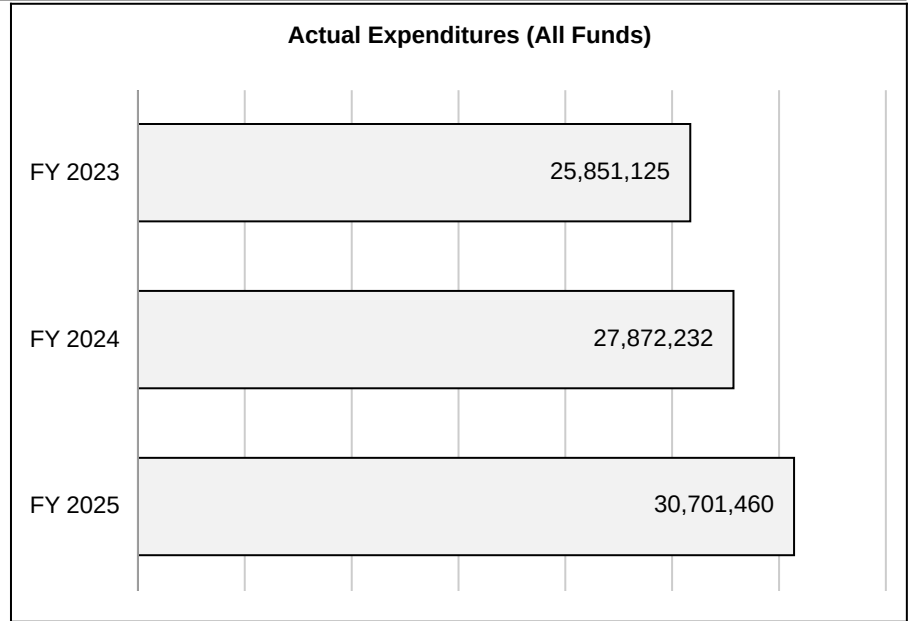 Actual Expenditures (All Funds)
FY 2023 25,851,125
FY 2024 27,872,232
FY 2025 30,701,460